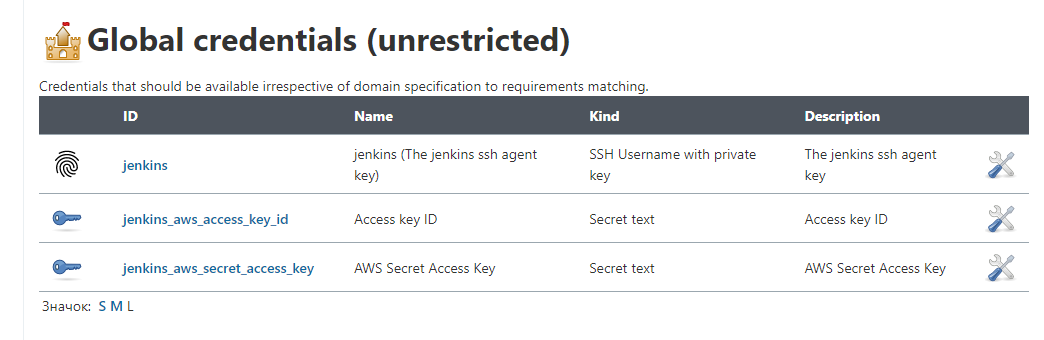 Global credentials (unrestricted)
Credentials that should be available irrespective of domain specification to requirements matching.
ID Name Kind Description
jenkins jenkins (The jenkins ssh agent key) SSH Username with private key The jenkins ssh agent key
jenkins_aws_access_key_id Access key ID Secret text Access key ID
jenkins_aws_secret_access_key AWS Secret Access Key Secret text AWS Secret Access Key
Значок: S M L